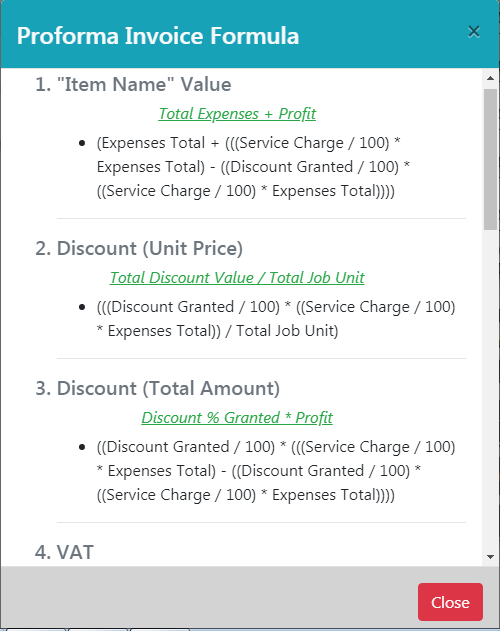 Proforma Invoice Formula
×
1. "Item Name" Value
Total Expenses + Profit
• (Expenses Total + (((Service Charge / 100) *
Expenses Total) - ((Discount Granted / 100) *
((Service Charge / 100) * Expenses Total))))
2. Discount (Unit Price)
Total Discount Value / Total Job Unit
• (((Discount Granted / 100) * ((Service Charge / 100)
* Expenses Total)) / Total Job Unit)
3. Discount (Total Amount)
Discount % Granted * Profit
• ((Discount Granted / 100) * (((Service Charge / 100)
* Expenses Total) - ((Discount Granted / 100) *
((Service Charge / 100) * Expenses Total))))
4. VAT
Close